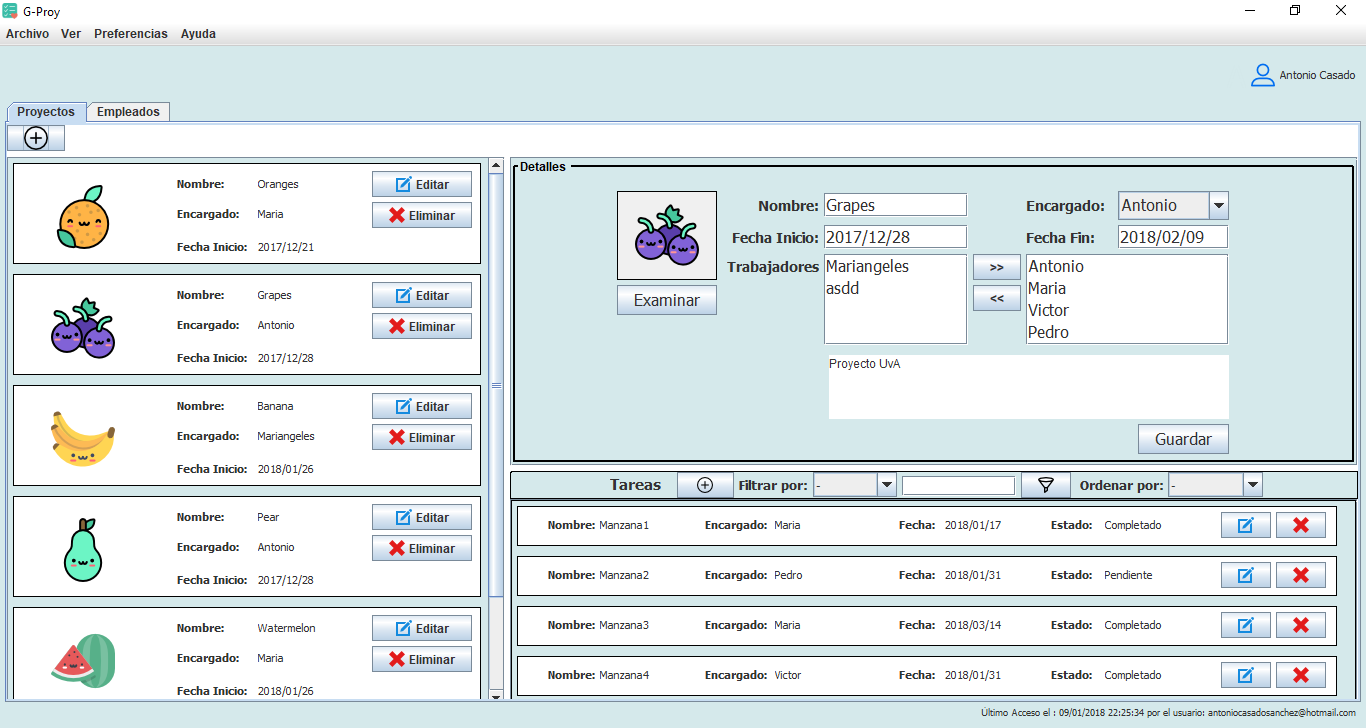 G-Proy
Archivo Ver Preferencias Ayuda
Antonio Casado
Proyectos Empleados
Nombre: Oranges Editar
Encargado: Maria Eliminar
Fecha Inicio: 2017/12/21
Nombre: Grapes Editar
Encargado: Antonio Eliminar
Fecha Inicio: 2017/12/28
Nombre: Banana Editar
Encargado: Mariangeles Eliminar
Fecha Inicio: 2018/01/26
Nombre: Pear Editar
Encargado: Antonio Eliminar
Fecha Inicio: 2017/12/28
Nombre: Watermelon Editar
Encargado: Maria Eliminar
Fecha Inicio: 2018/01/26
Detalles
Nombre: Grapes Encargado: Antonio
Fecha Inicio: 2017/12/28 Fecha Fin: 2018/02/09
Examinar
Trabajadores Mariangeles >> Antonio
asdd Maria
<< Victor
Pedro
Proyecto UvA
Guardar
Tareas Filtrar por: - Ordenar por: -
Nombre: Manzana1 Encargado: Maria Fecha: 2018/01/17 Estado: Completado
Nombre: Manzana2 Encargado: Pedro Fecha: 2018/01/31 Estado: Pendiente
Nombre: Manzana3 Encargado: Maria Fecha: 2018/03/14 Estado: Completado
Nombre: Manzana4 Encargado: Victor Fecha: 2018/01/31 Estado: Completado
Último Acceso el : 09/01/2018 22:25:34 por el usuario: antoniocasadosanchez@hotmail.com